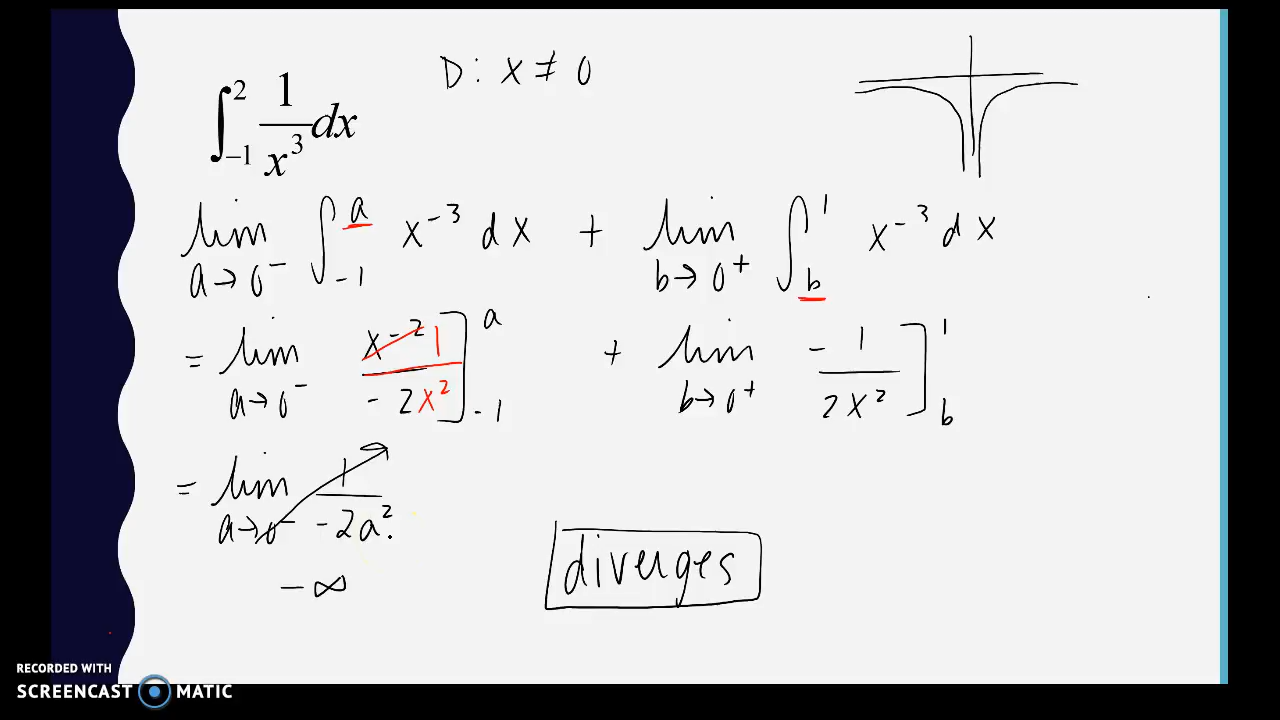 ∫_{-1}^{2} 1/x^3 dx   D: x ≠ 0
lim_{a→0^-} ∫_{-1}^{a} x^{-3} dx + lim_{b→0^+} ∫_{b}^{1} x^{-3} dx
= lim_{a→0^-} x^{-2} 1/-2x^2 ]_{-1}^{a} + lim_{b→0^+} - 1/2x^2 ]_{b}^{1}
= lim_{a→0^-} 1/-2a^2
-∞
diverges
RECORDED WITH
SCREENCAST MATIC